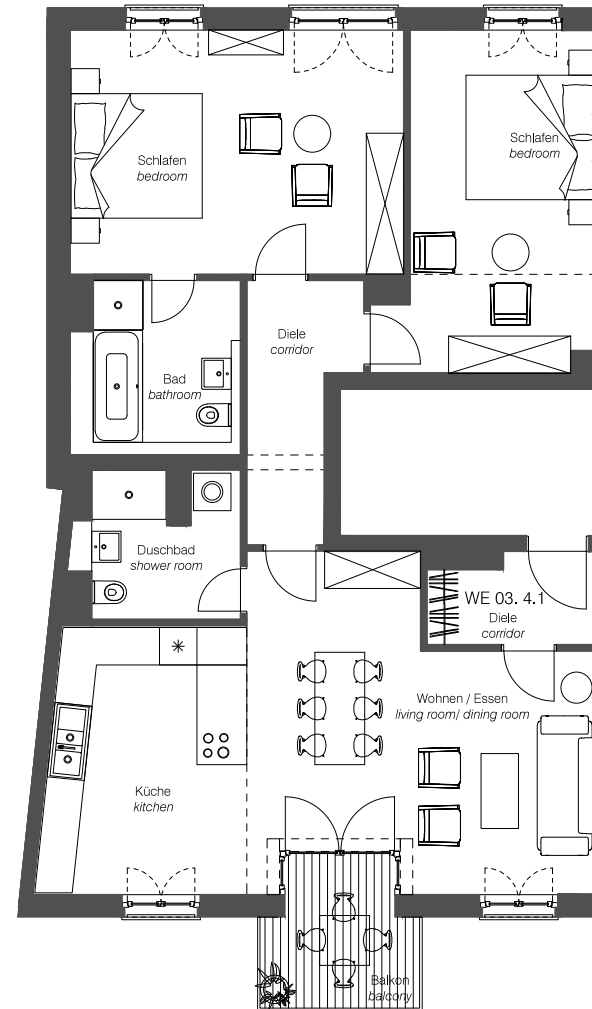 Schlafen
bedroom
Schlafen
bedroom
Diele
corridor
Bad
bathroom
Duschbad
shower room
WE 03. 4.1
Diele
corridor
Wohnen / Essen
living room/ dining room
Küche
kitchen
Balkon
balcony